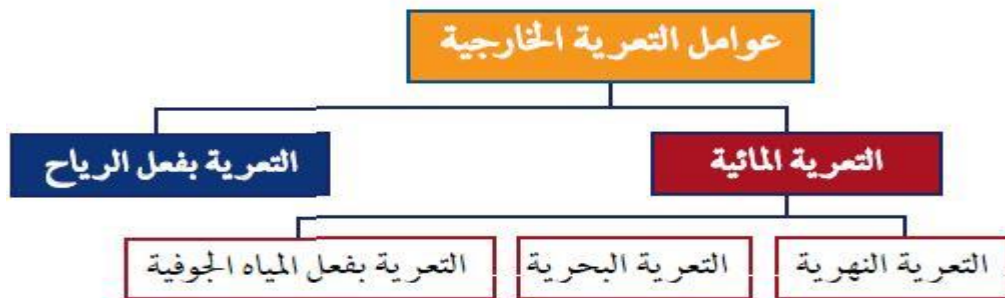 عوامل التعرية الخارجية
التعرية المائية
التعرية بفعل الرياح
التعرية النهرية
التعرية البحرية
التعرية بفعل المياه الجوفية